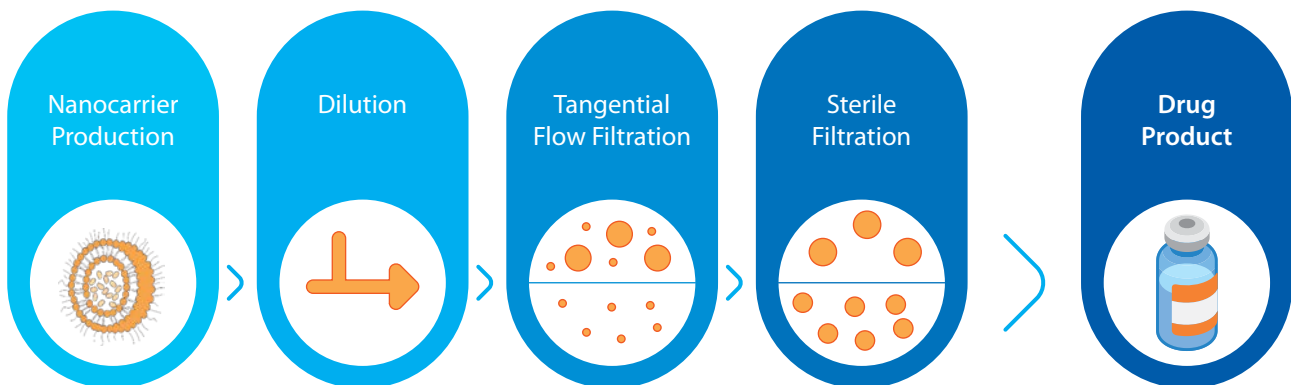 Nanocarrier
Production
Dilution
Tangential
Flow Filtration
Sterile
Filtration
Drug
Product